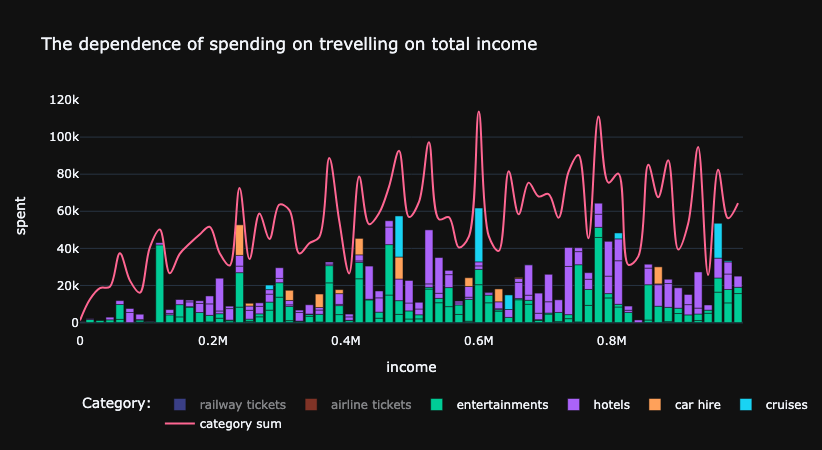 The dependence of spending on trevelling on total income
120k
100k
80k
60k
40k
20k
0
spent
0
0.2M
0.4M
0.6M
0.8M
income
Category:
railway tickets
airline tickets
entertainments
hotels
car hire
cruises
category sum